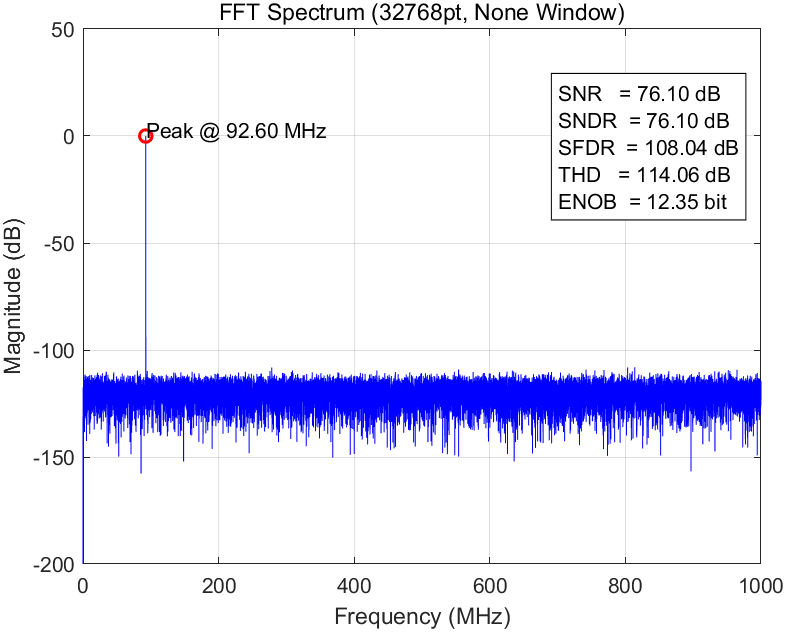 FFT Spectrum (32768pt, None Window)
50
0
-50
-100
-150
-200
Magnitude (dB)
Peak @ 92.60 MHz
SNR = 76.10 dB
SNDR = 76.10 dB
SFDR = 108.04 dB
THD = 114.06 dB
ENOB = 12.35 bit
0 200 400 600 800 1000
Frequency (MHz)